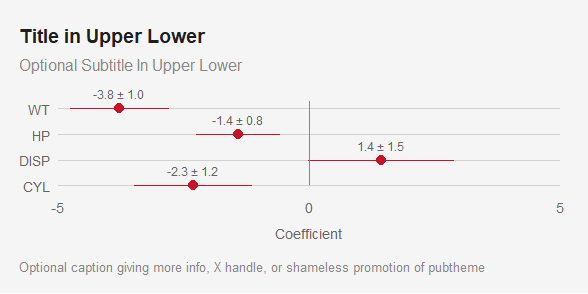 Title in Upper Lower
Optional Subtitle In Upper Lower
-3.8 ± 1.0
WT
-1.4 ± 0.8
HP
1.4 ± 1.5
DISP
-2.3 ± 1.2
CYL
-5 0 5
Coefficient
Optional caption giving more info, X handle, or shameless promotion of pubtheme